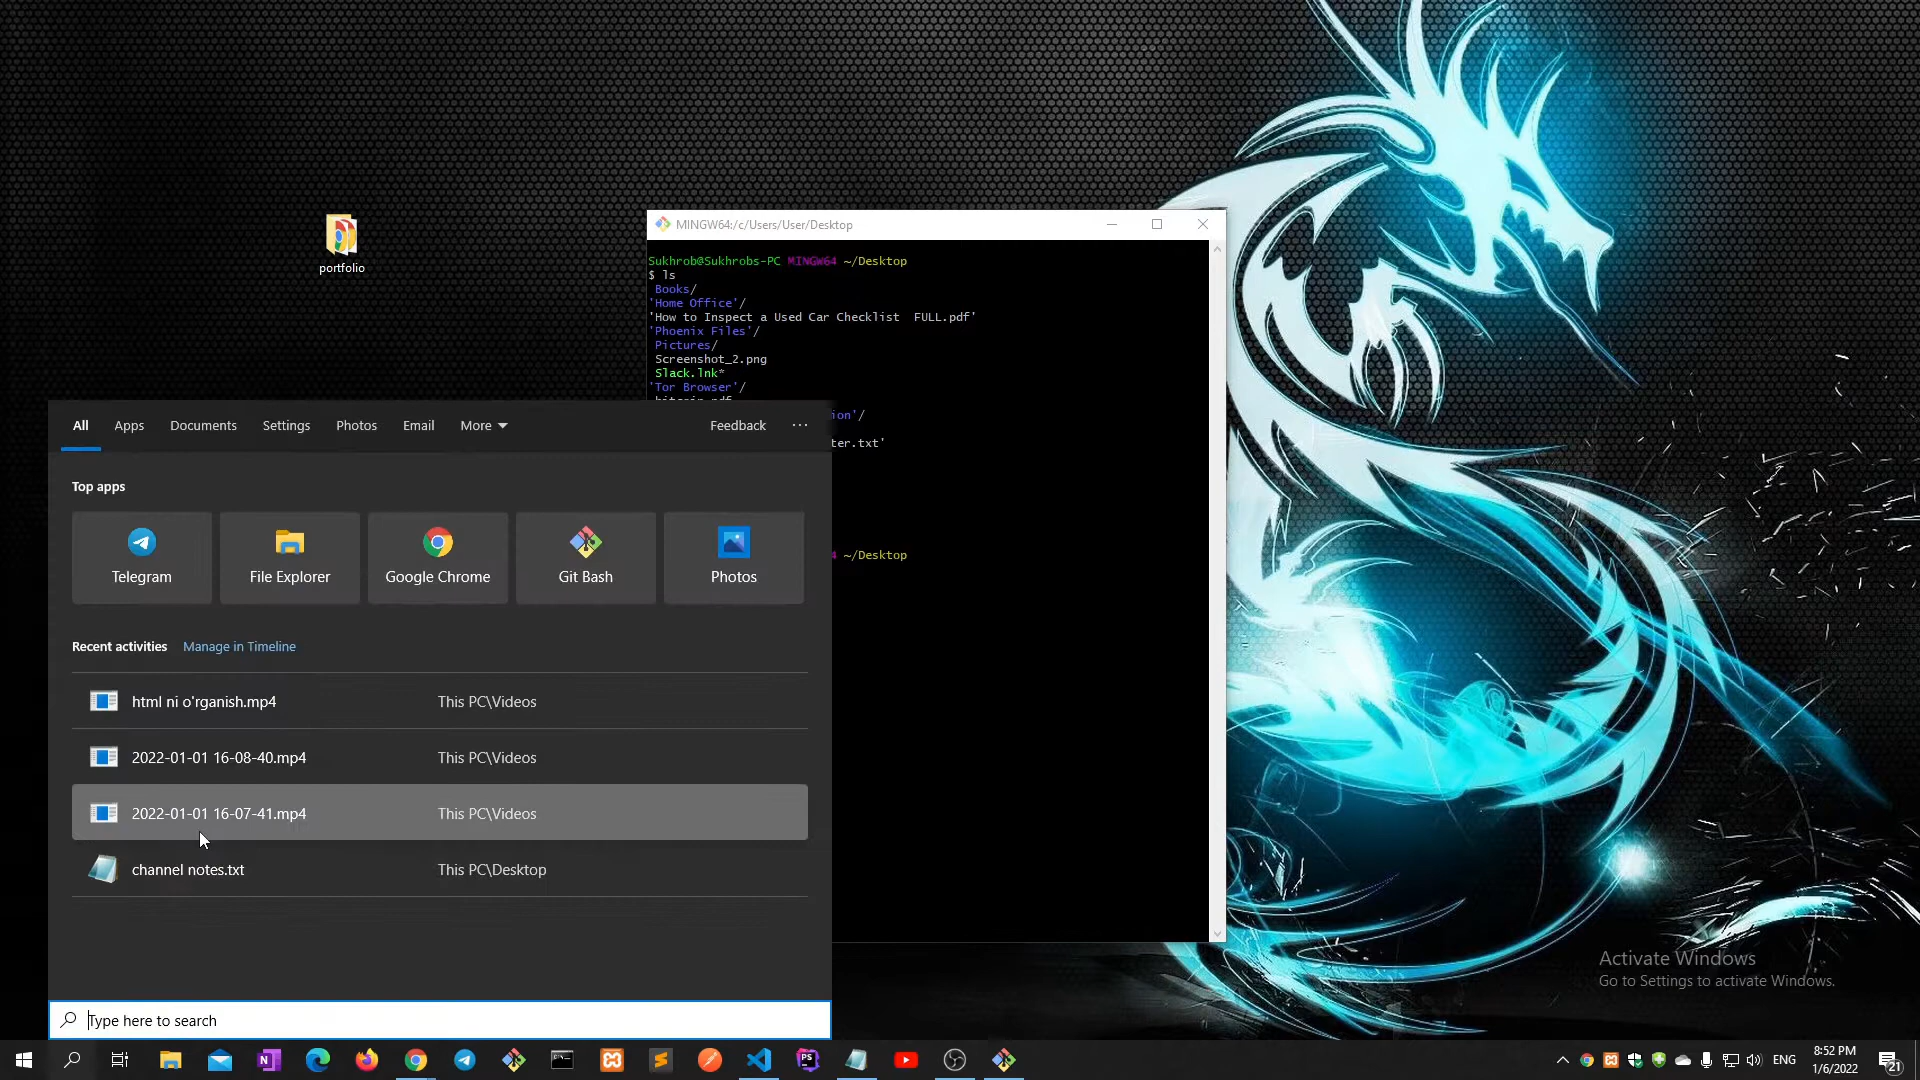 portfolio
MINGW64:/c/Users/User/Desktop
Sukhrob@Sukhrobs-PC MINGW64 ~/Desktop
$ ls
Books/
'Home Office'/
'How to Inspect a Used Car Checklist  FULL.pdf'
'Phoenix Files'/
Pictures/
Screenshot_2.png
Slack.lnk*
'Tor Browser'/
ion'/
ter.txt'
4 ~/Desktop
All Apps Documents Settings Photos Email More Feedback ...
Top apps
Telegram File Explorer Google Chrome Git Bash Photos
Recent activities Manage in Timeline
html ni o'rganish.mp4 This PC\Videos
2022-01-01 16-08-40.mp4 This PC\Videos
2022-01-01 16-07-41.mp4 This PC\Videos
channel notes.txt This PC\Desktop
Activate Windows
Go to Settings to activate Windows.
Type here to search
ENG
8:52 PM
1/6/2022
21